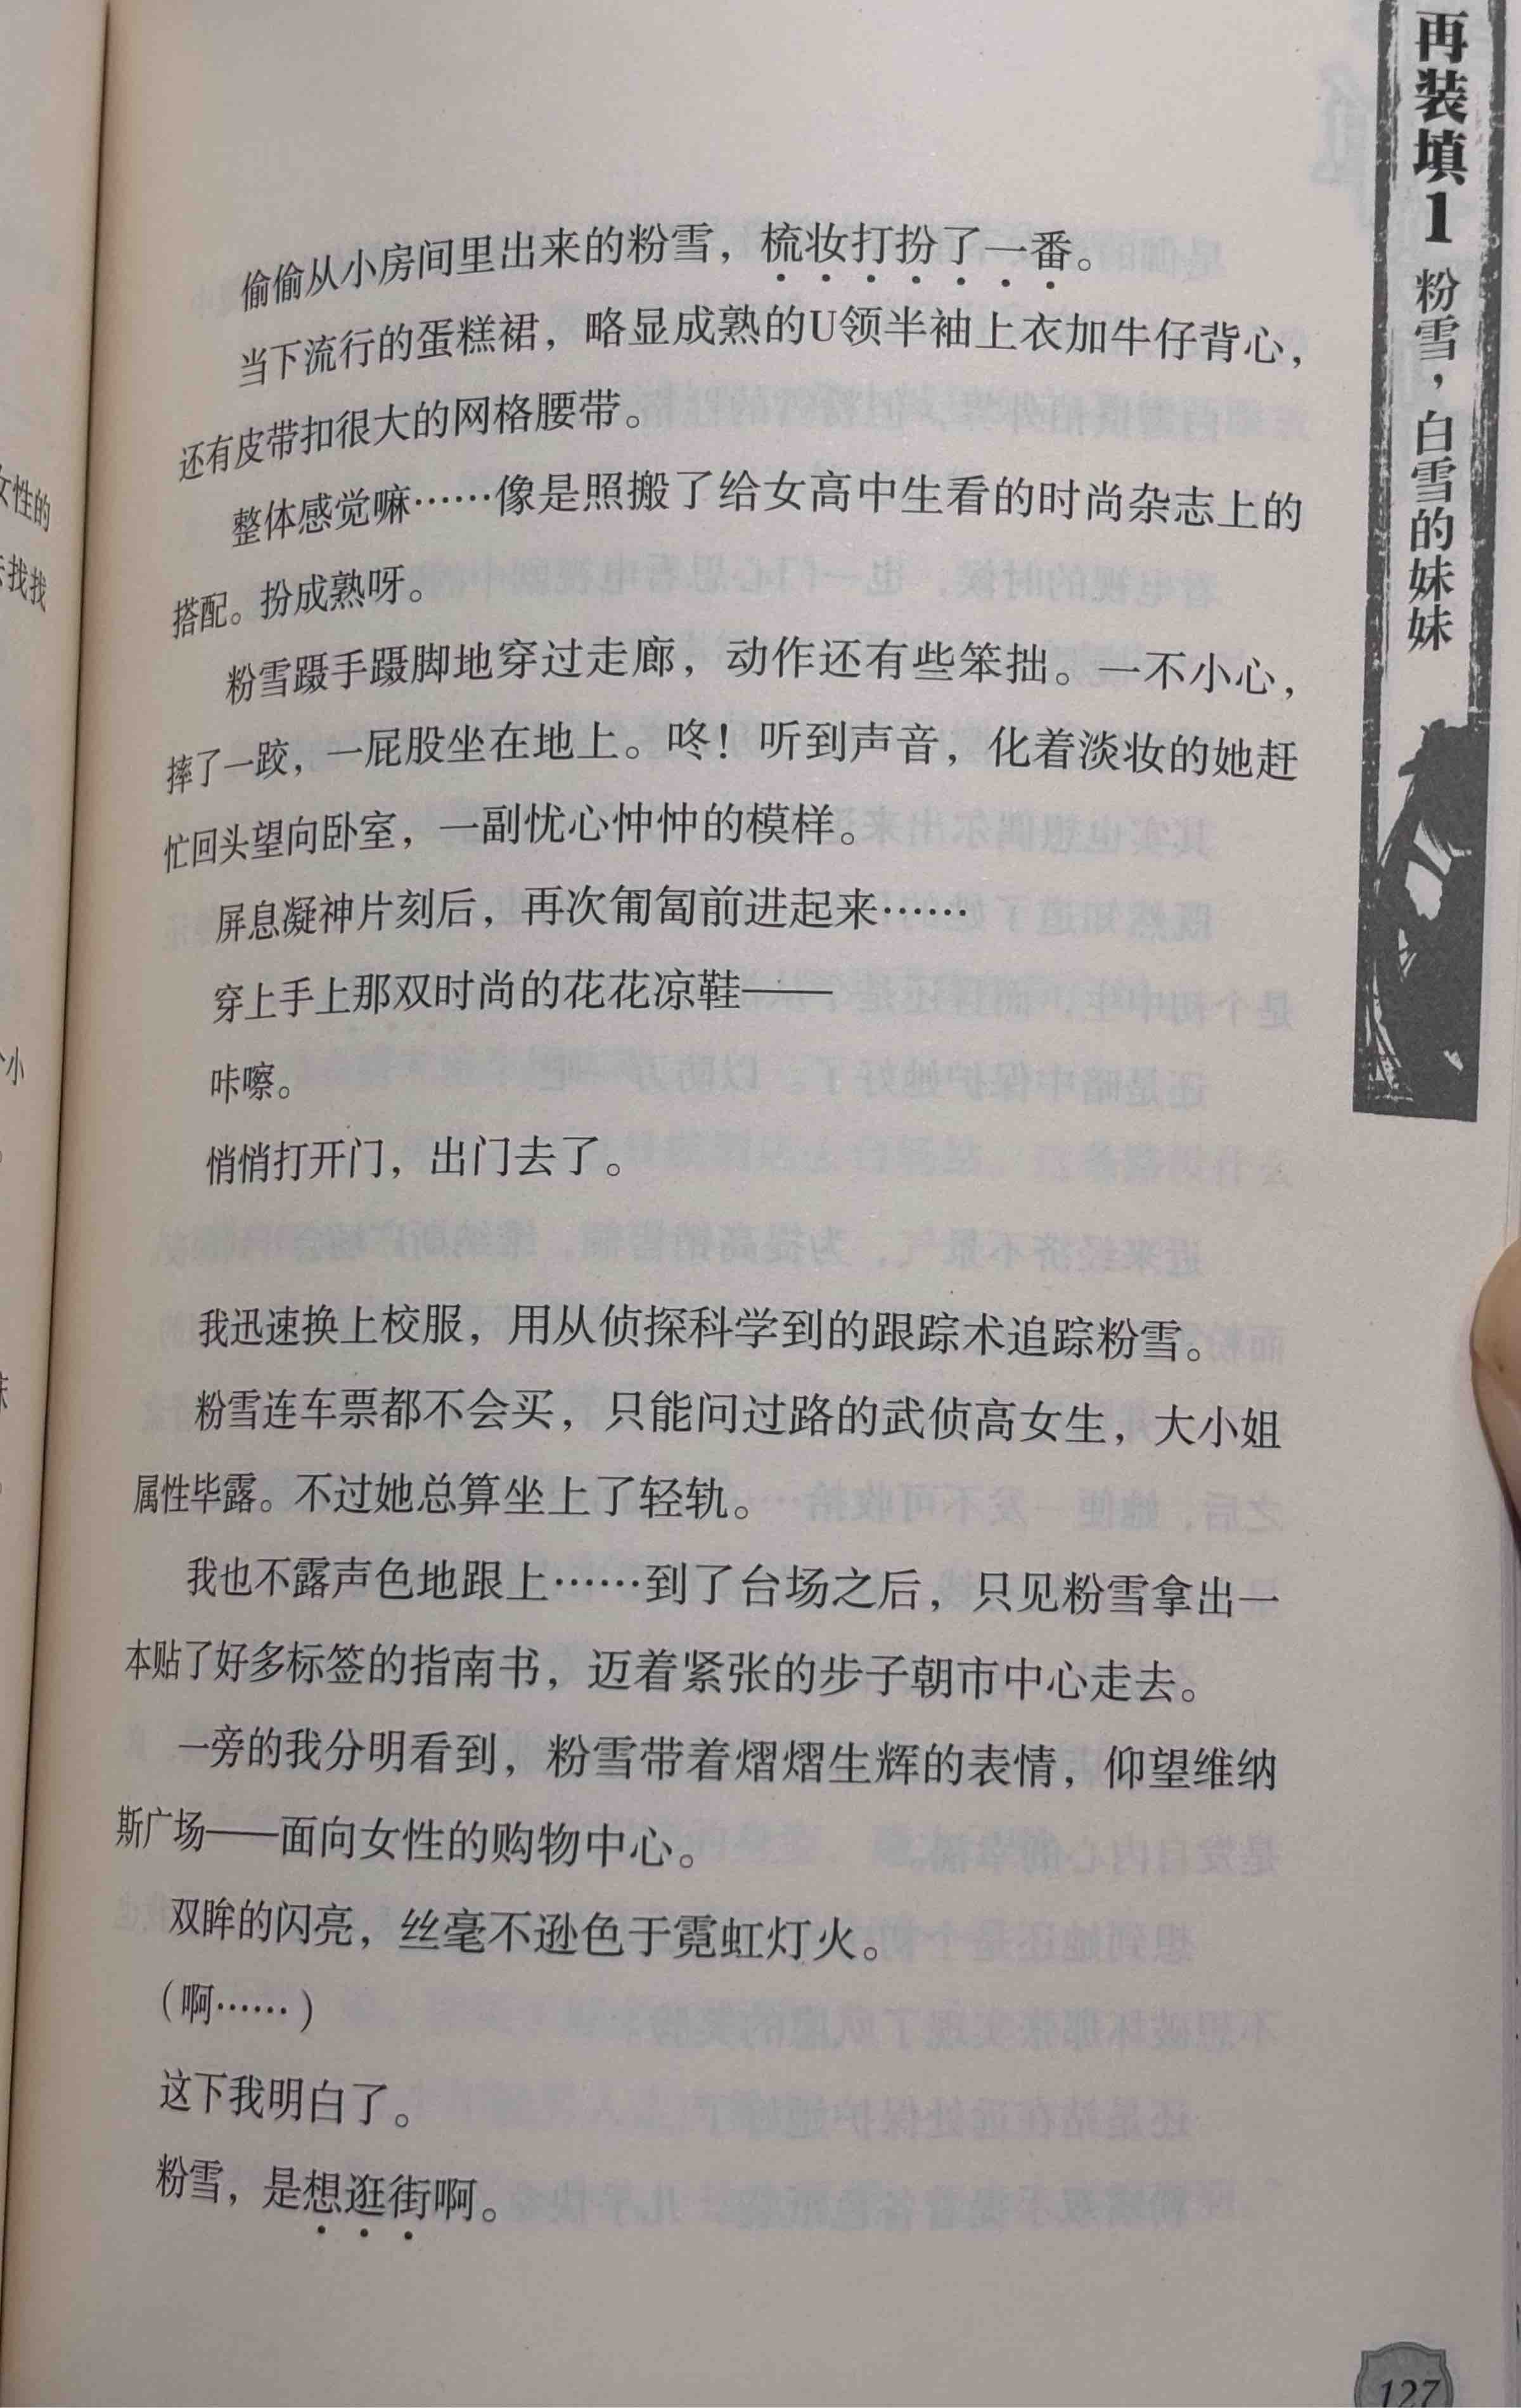 再装填1 粉雪，白雪的妹妹
女性的
去找找
个小
偷偷从小房间里出来的粉雪，梳妆打扮了一番。
当下流行的蛋糕裙，略显成熟的U领半袖上衣加牛仔背心，
还有皮带扣很大的网格腰带。
整体感觉嘛……像是照搬了给女高中生看的时尚杂志上的
搭配。扮成熟呀。
粉雪蹑手蹑脚地穿过走廊，动作还有些笨拙。一不小心，
摔了一跤，一屁股坐在地上。咚！听到声音，化着淡妆的她赶
忙回头望向卧室，一副忧心忡忡的模样。
屏息凝神片刻后，再次匍匐前进起来……
穿上手上那双时尚的花花凉鞋——
咔嚓。
悄悄打开门，出门去了。
我迅速换上校服，用从侦探科学到的跟踪术追踪粉雪。
粉雪连车票都不会买，只能问过路的武侦高女生，大小姐
属性毕露。不过她总算坐上了轻轨。
我也不露声色地跟上……到了台场之后，只见粉雪拿出一
本贴了好多标签的指南书，迈着紧张的步子朝市中心走去。
一旁的我分明看到，粉雪带着熠熠生辉的表情，仰望维纳
斯广场——面向女性的购物中心。
双眸的闪亮，丝毫不逊色于霓虹灯火。
（啊……）
这下我明白了。
粉雪，是想逛街啊。
127